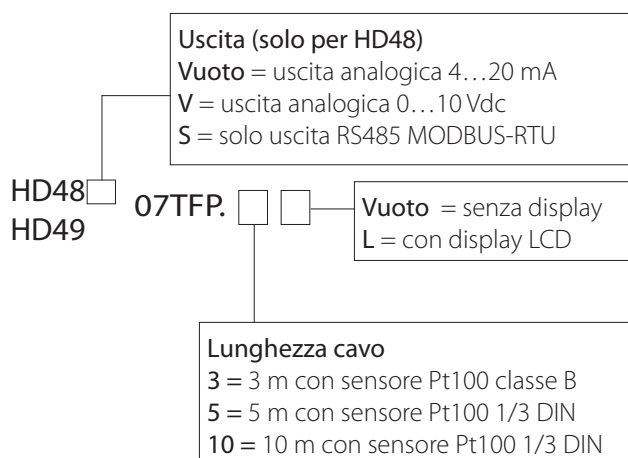 Uscita (solo per HD48)
Vuoto = uscita analogica 4…20 mA
V = uscita analogica 0…10 Vdc
S = solo uscita RS485 MODBUS-RTU
HD48
HD49
07TFP.
Vuoto = senza display
L = con display LCD
Lunghezza cavo
3 = 3 m con sensore Pt100 classe B
5 = 5 m con sensore Pt100 1/3 DIN
10 = 10 m con sensore Pt100 1/3 DIN